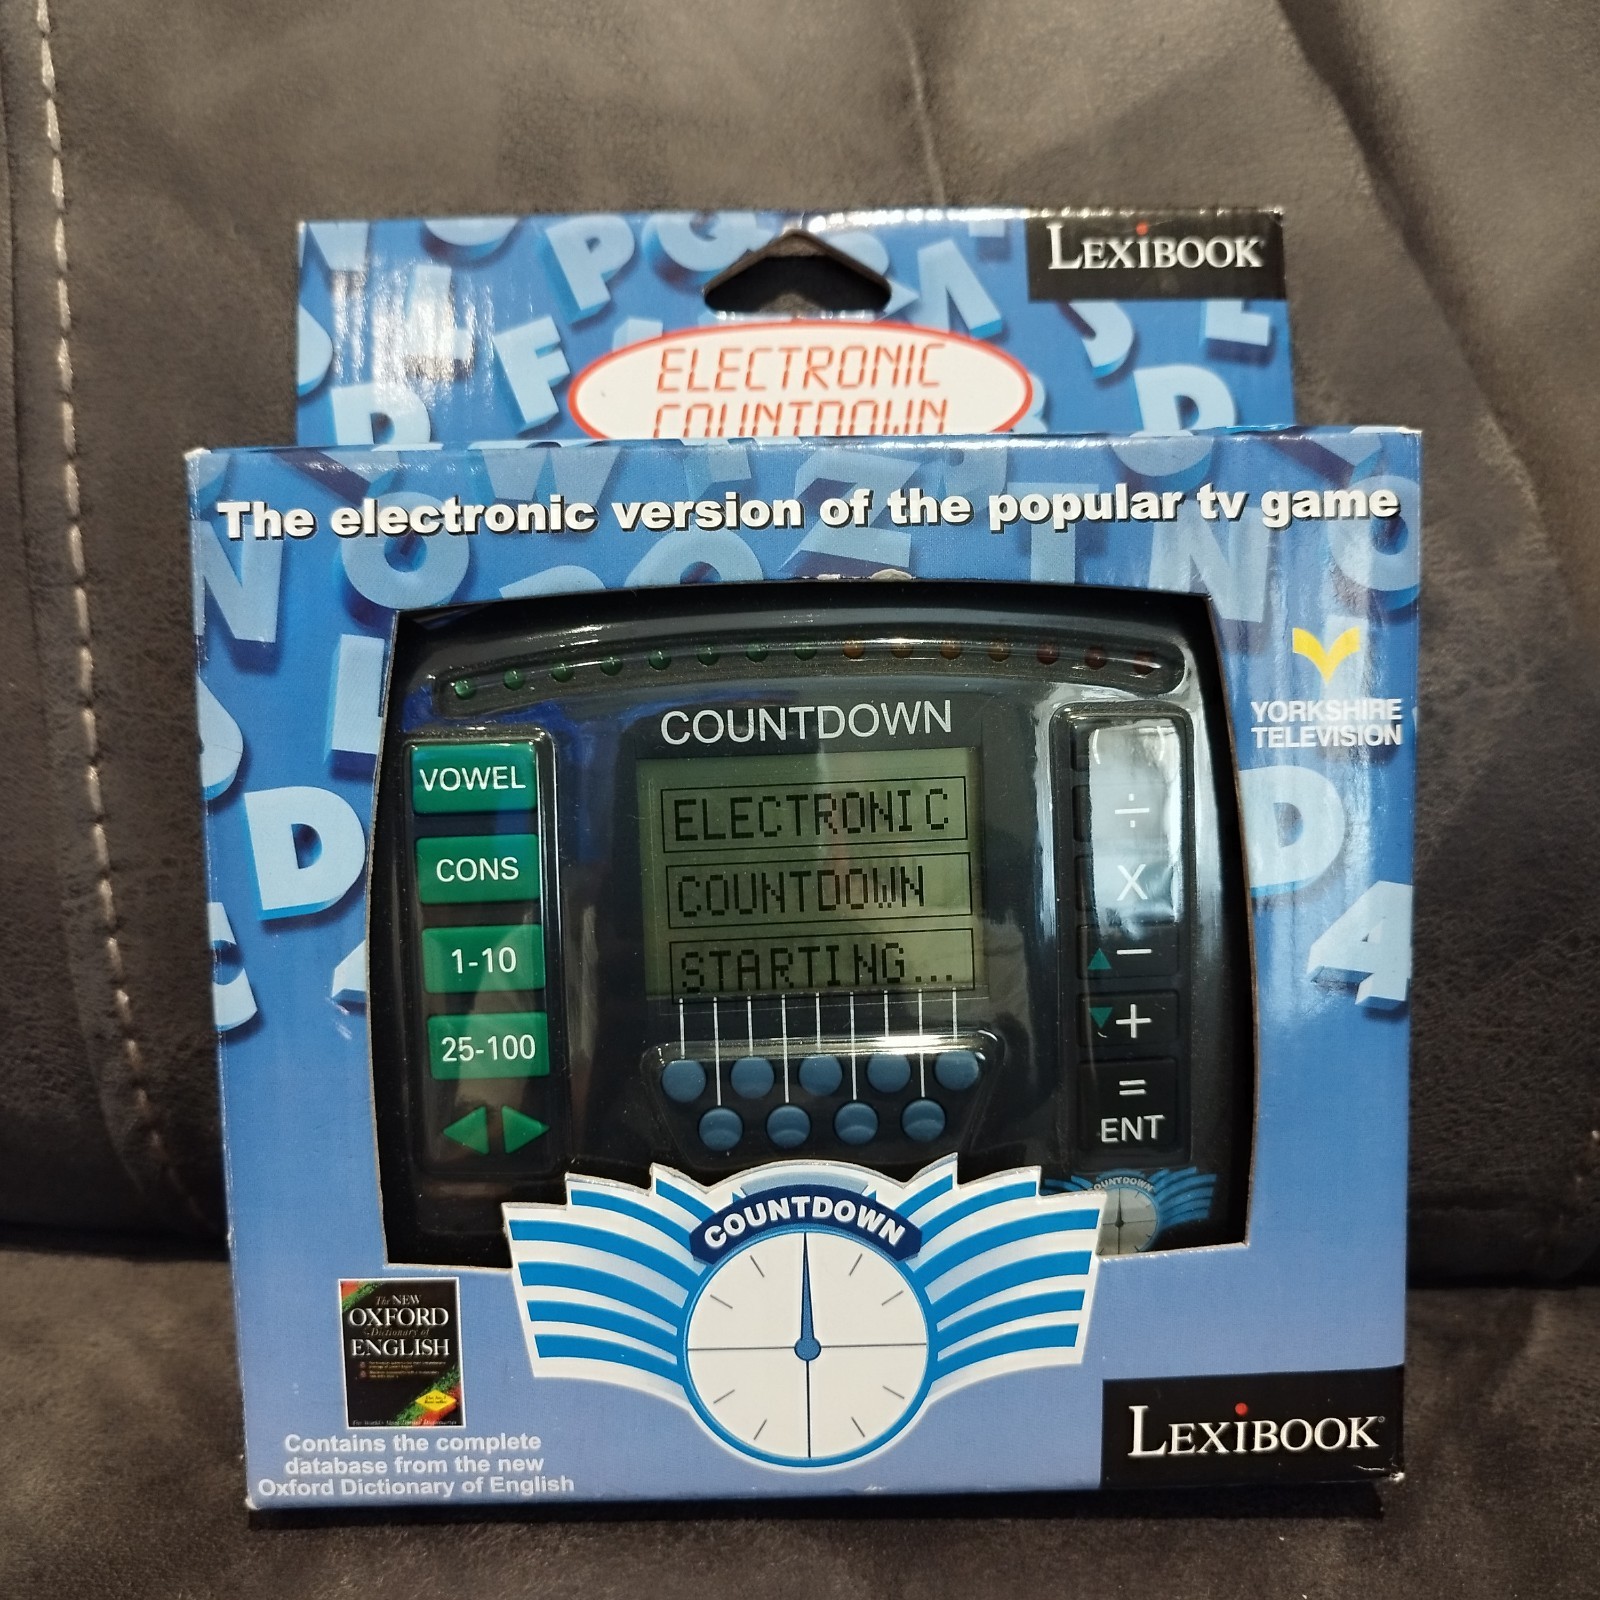 LEXIBOOK
ELECTRONIC
COUNTDOWN
The electronic version of the popular tv game
YORKSHIRE
TELEVISION
COUNTDOWN
VOWEL
CONS
1-10
25-100
ELECTRONIC
COUNTDOWN
STARTING...
÷
X
−
+
=
ENT
COUNTDOWN
COUNTDOWN
The NEW
OXFORD
Dictionary of
ENGLISH
Contains the complete
database from the new
Oxford Dictionary of English
LEXIBOOK